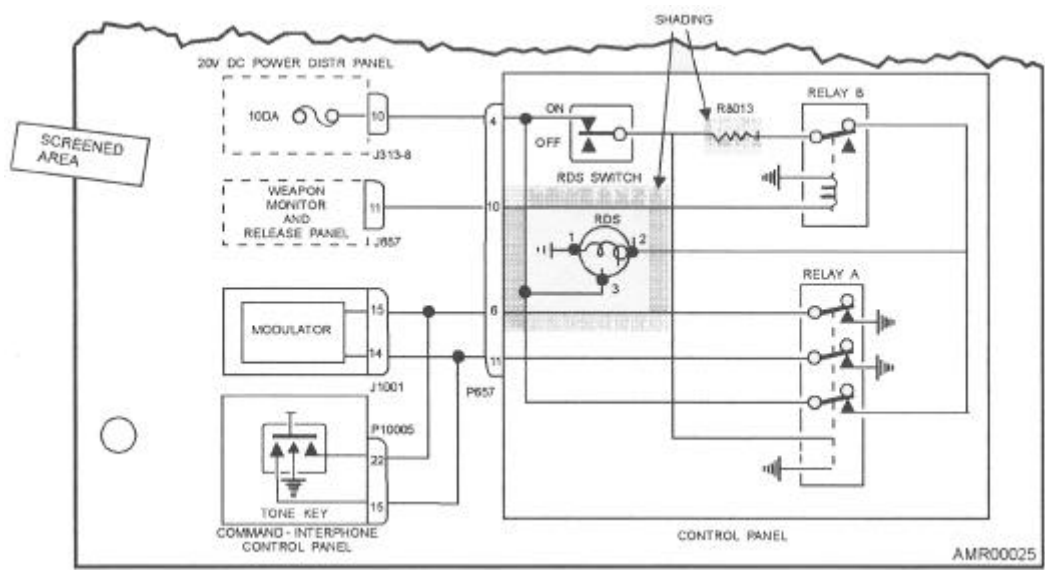 SHADING
20V DC POWER DISTR PANEL
10DA
10
J313-8
SCREENED
AREA
WEAPON
MONITOR
AND
RELEASE PANEL
11
J657
4
ON
OFF
RDS SWITCH
R8013
RELAY B
10
RDS
1
2
3
RELAY A
MODULATOR
15
14
J1001
6
11
P657
P10005
22
15
TONE KEY
COMMAND - INTERPHONE
CONTROL PANEL
CONTROL PANEL
AMR00025